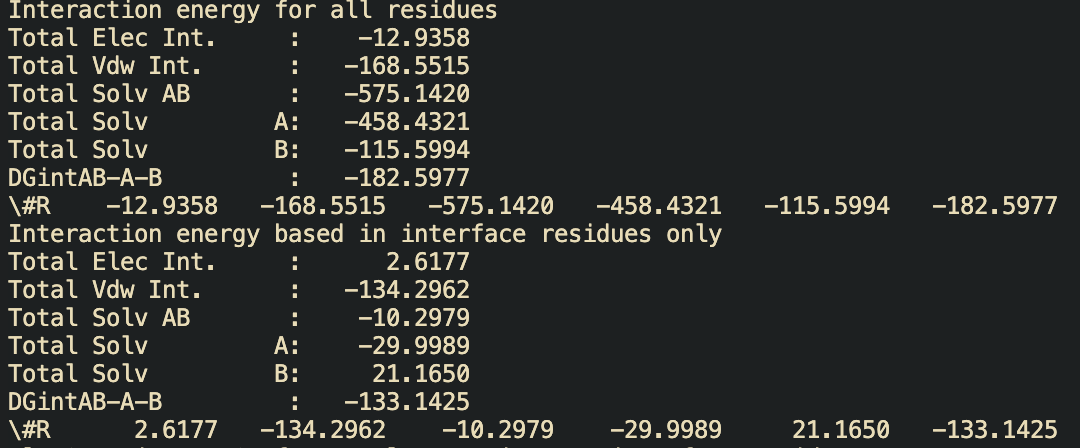 Interaction energy for all residues
Total Elec Int.      :    -12.9358
Total Vdw Int.       :   -168.5515
Total Solv AB        :   -575.1420
Total Solv         A:   -458.4321
Total Solv         B:   -115.5994
DGintAB-A-B          :   -182.5977
\#R    -12.9358   -168.5515   -575.1420   -458.4321   -115.5994   -182.5977
Interaction energy based in interface residues only
Total Elec Int.      :      2.6177
Total Vdw Int.       :   -134.2962
Total Solv AB        :    -10.2979
Total Solv         A:    -29.9989
Total Solv         B:     21.1650
DGintAB-A-B          :   -133.1425
\#R      2.6177   -134.2962    -10.2979    -29.9989     21.1650   -133.1425